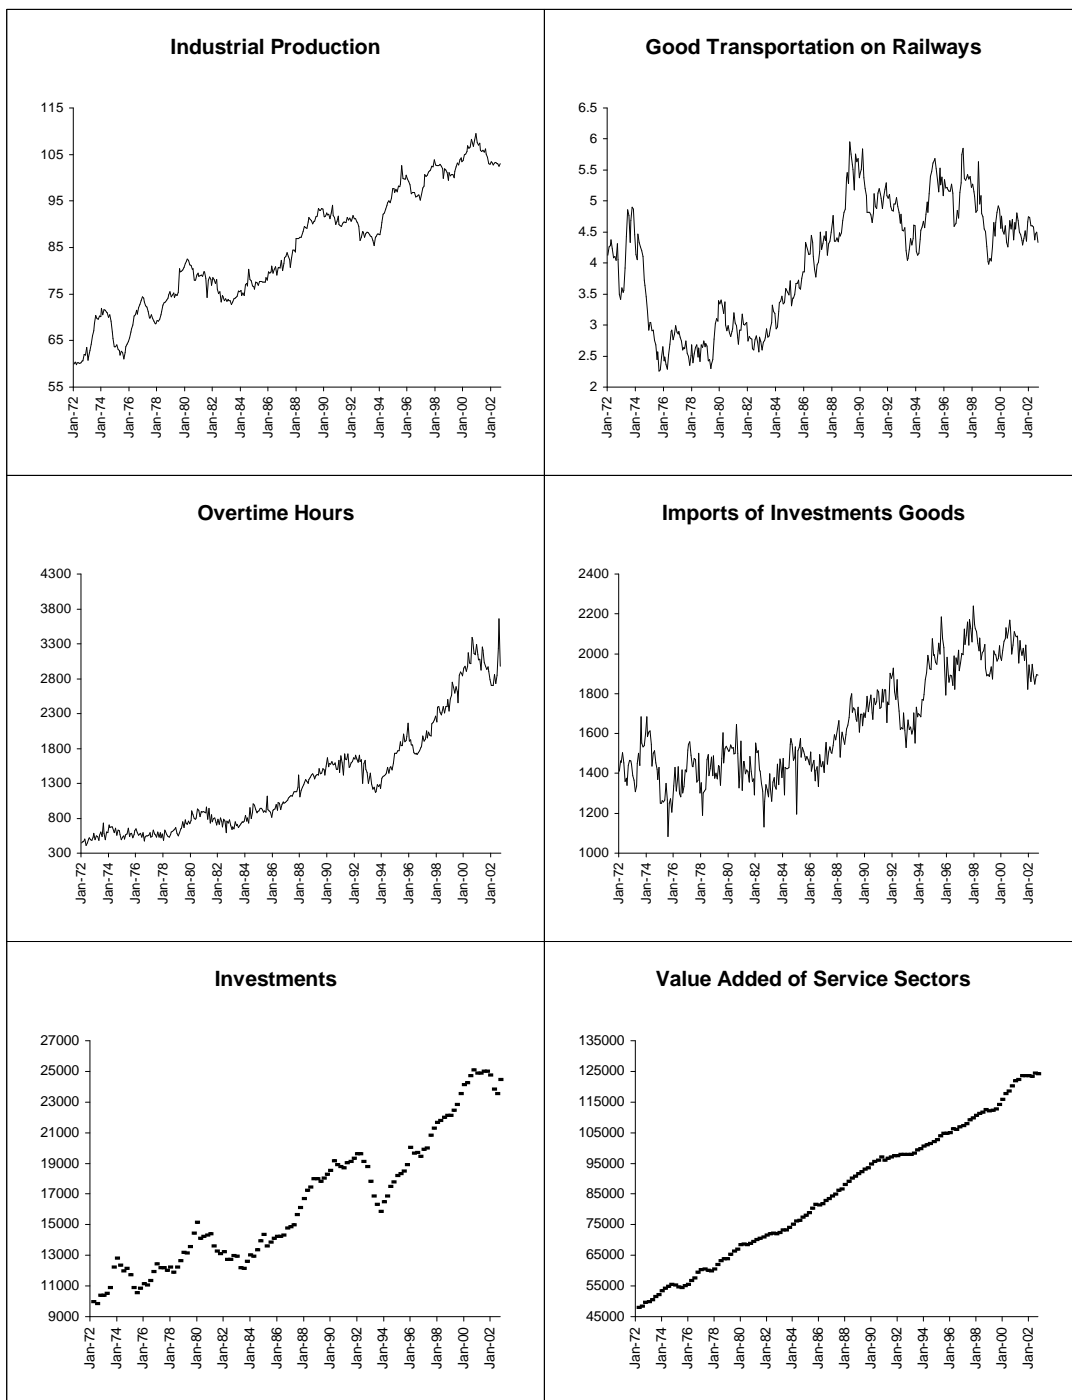 Industrial Production
115
105
95
85
75
65
55
Jan-72
Jan-74
Jan-76
Jan-78
Jan-80
Jan-82
Jan-84
Jan-86
Jan-88
Jan-90
Jan-92
Jan-94
Jan-96
Jan-98
Jan-00
Jan-02
Good Transportation on Railways
6.5
6
5.5
5
4.5
4
3.5
3
2.5
2
Jan-72
Jan-74
Jan-76
Jan-78
Jan-80
Jan-82
Jan-84
Jan-86
Jan-88
Jan-90
Jan-92
Jan-94
Jan-96
Jan-98
Jan-00
Jan-02
Overtime Hours
4300
3800
3300
2800
2300
1800
1300
800
300
Jan-72
Jan-74
Jan-76
Jan-78
Jan-80
Jan-82
Jan-84
Jan-86
Jan-88
Jan-90
Jan-92
Jan-94
Jan-96
Jan-98
Jan-00
Jan-02
Imports of Investments Goods
2400
2200
2000
1800
1600
1400
1200
1000
Jan-72
Jan-74
Jan-76
Jan-78
Jan-80
Jan-82
Jan-84
Jan-86
Jan-88
Jan-90
Jan-92
Jan-94
Jan-96
Jan-98
Jan-00
Jan-02
Investments
27000
25000
23000
21000
19000
17000
15000
13000
11000
9000
Jan-72
Jan-74
Jan-76
Jan-78
Jan-80
Jan-82
Jan-84
Jan-86
Jan-88
Jan-90
Jan-92
Jan-94
Jan-96
Jan-98
Jan-00
Jan-02
Value Added of Service Sectors
135000
125000
115000
105000
95000
85000
75000
65000
55000
45000
Jan-72
Jan-74
Jan-76
Jan-78
Jan-80
Jan-82
Jan-84
Jan-86
Jan-88
Jan-90
Jan-92
Jan-94
Jan-96
Jan-98
Jan-00
Jan-02